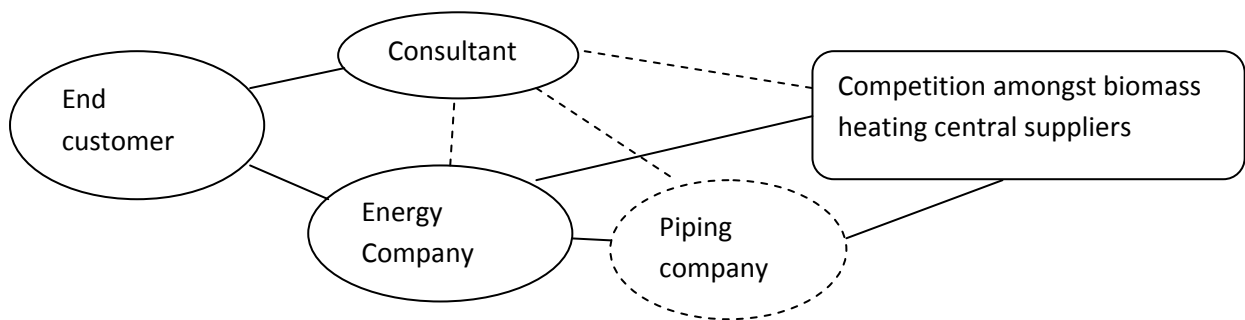 Consultant
End
customer
Competition amongst biomass
heating central suppliers
Energy
Company
Piping
company